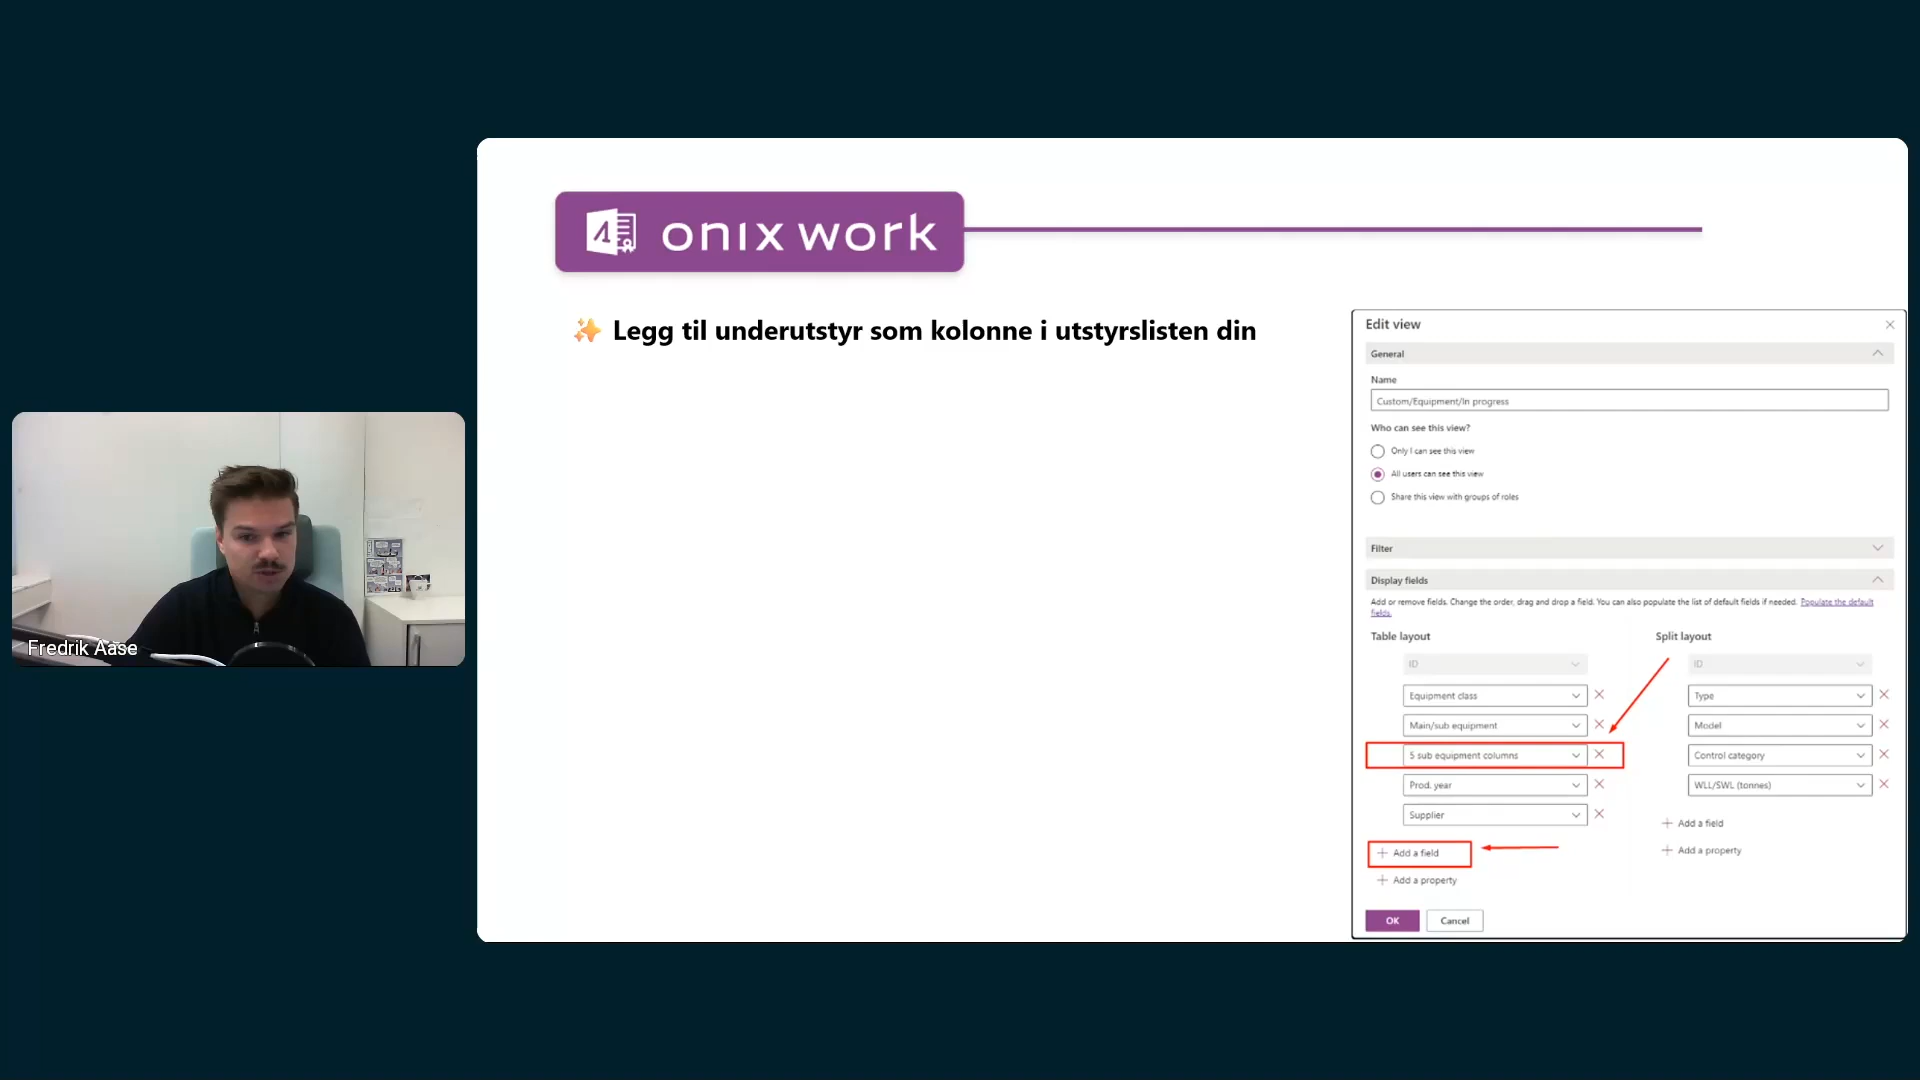 onix work
✨ Legg til underutstyr som kolonne i utstyrslisten din
Fredrik Aase
Edit view
General
Name
Custom/Equipment/In progress
Who can see this view?
Only I can see this view
All users can see this view
Share this view with groups of roles
Filter
Display fields
Add or remove fields. Change the order, drag and drop a field. You can also populate the list of default fields if needed. Populate the default
fields.
Table layout
ID
Equipment class
Main/sub equipment
5 sub equipment columns
Prod. year
Supplier
+ Add a field
+ Add a property
Split layout
ID
Type
Model
Control category
WLL/SWL (tonnes)
+ Add a field
+ Add a property
OK
Cancel